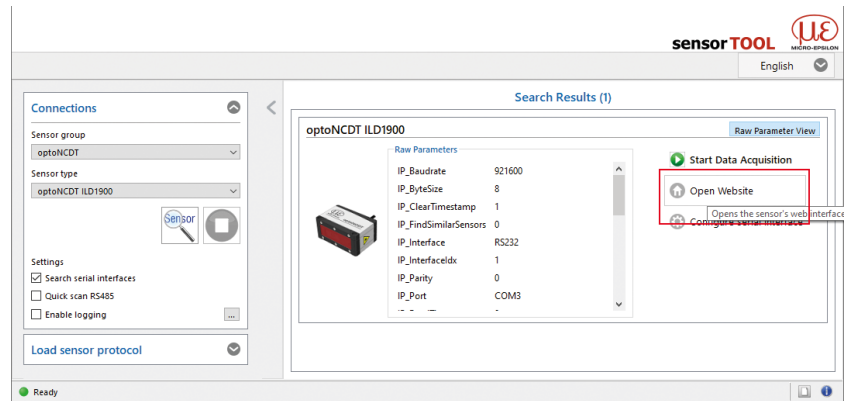 sensorTOOL
με
MICRO-EPSILON
English
Connections
Sensor group
optoNCDT
Sensor type
optoNCDT ILD1900
Sensor
Settings
Search serial interfaces
Quick scan RS485
Enable logging
...
Load sensor protocol
Search Results (1)
optoNCDT ILD1900
Raw Parameter View
Raw Parameters
IP_Baudrate 921600
IP_ByteSize 8
IP_ClearTimestamp 1
IP_FindSimilarSensors 0
IP_Interface RS232
IP_InterfaceIdx 1
IP_Parity 0
IP_Port COM3
Start Data Acquisition
Open Website
Opens the sensor's web interface
Configure serial interface
Ready